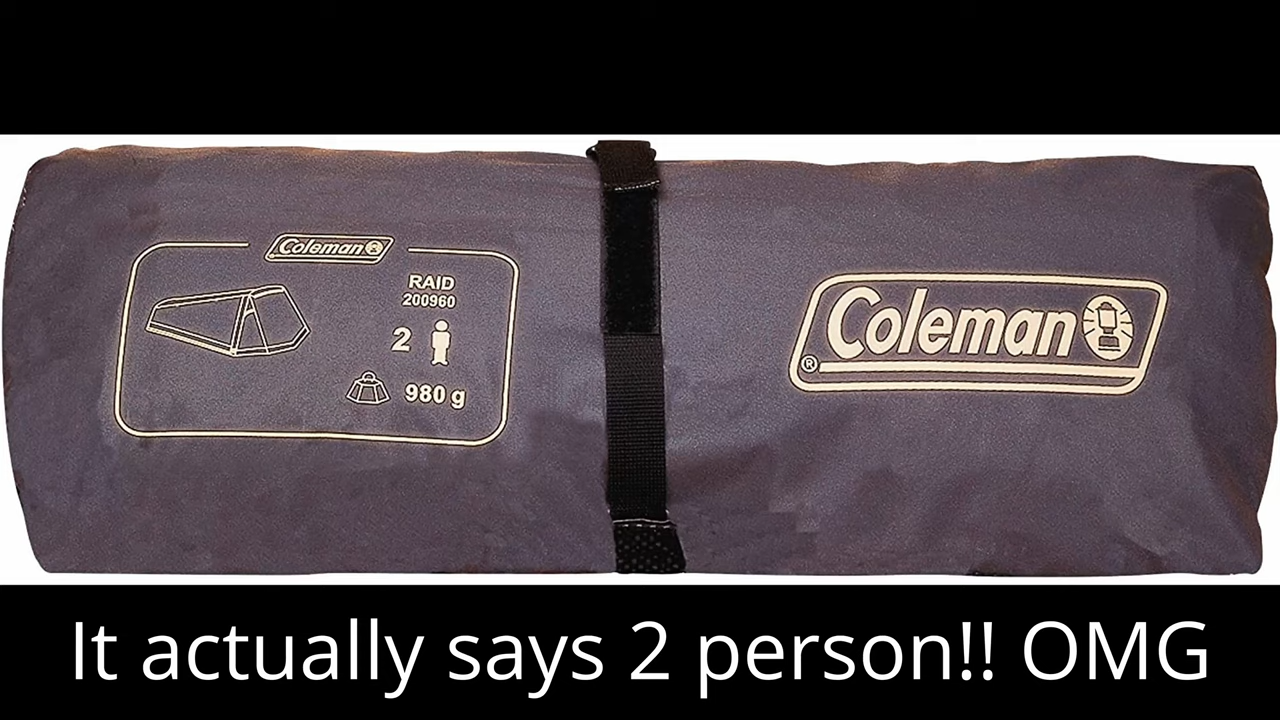 Coleman
RAID
200960
2
980 g
Coleman
®
It actually says 2 person!! OMG